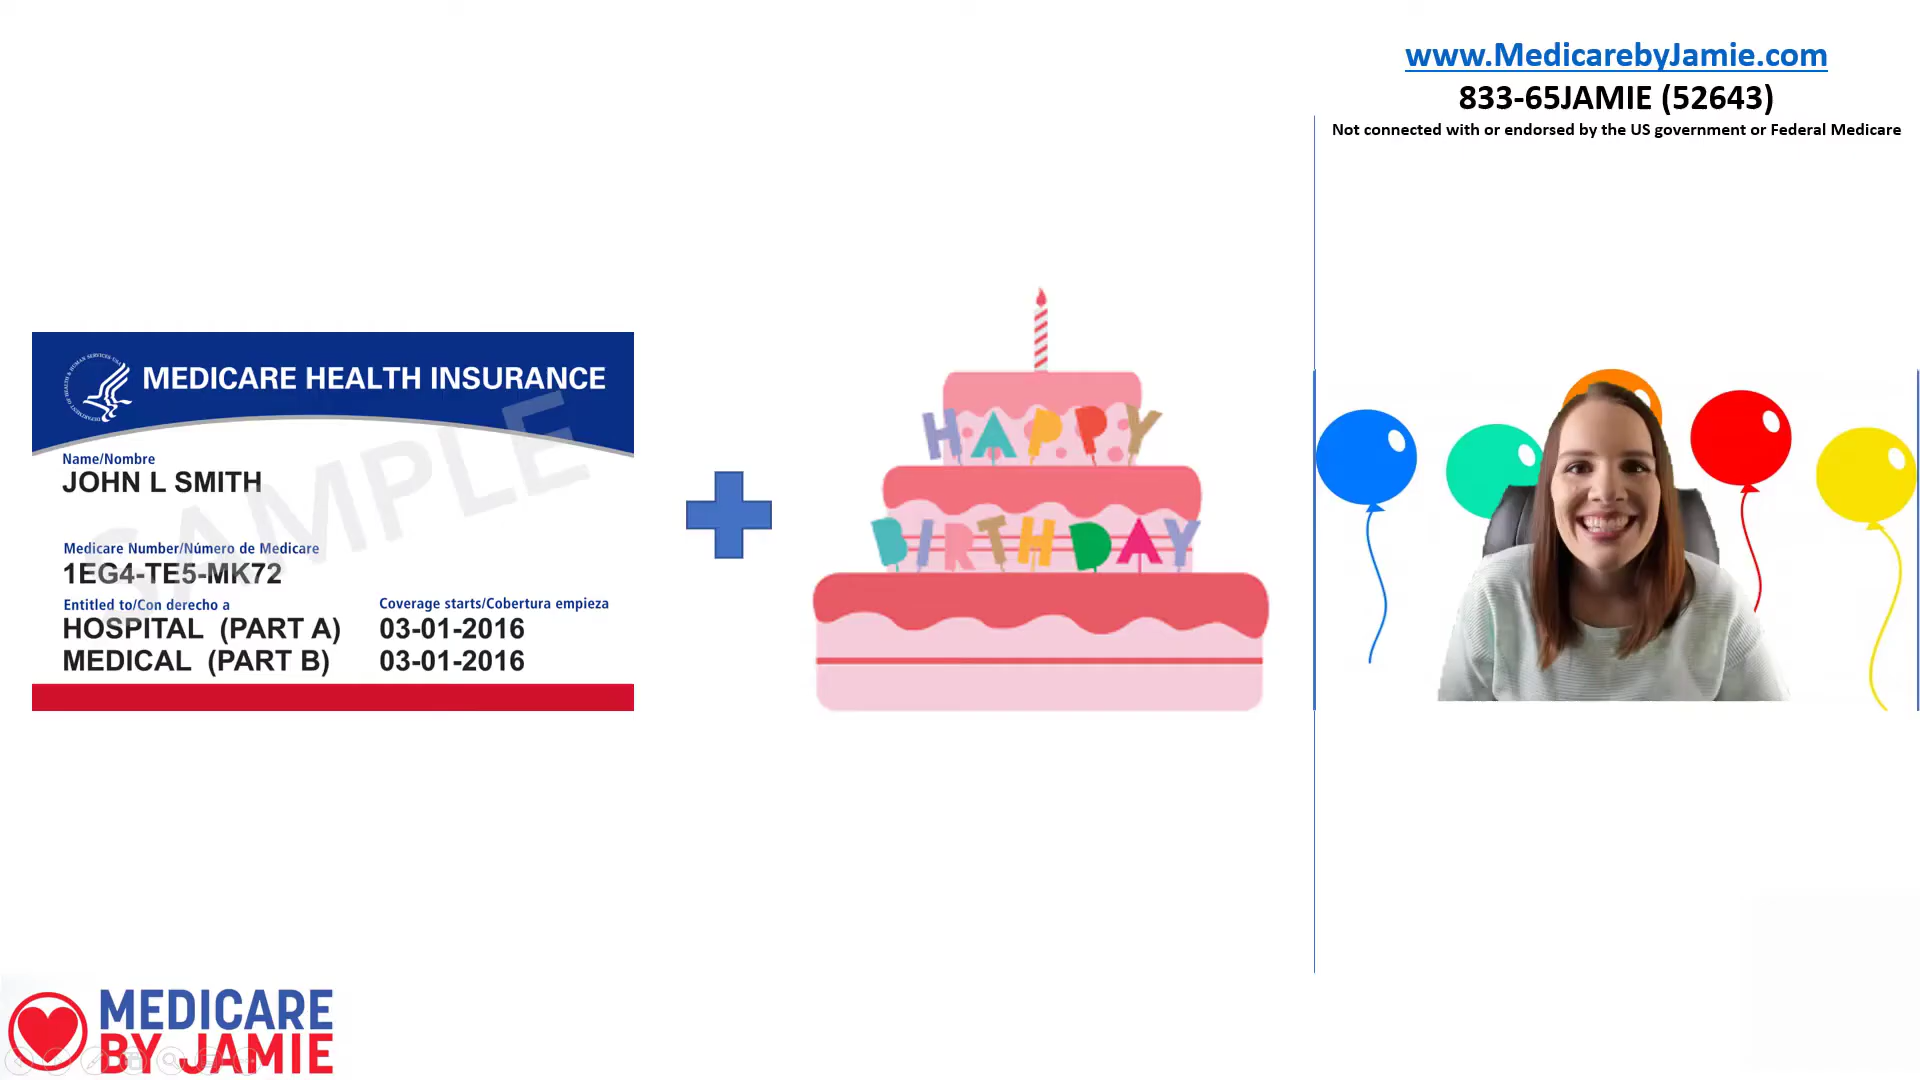 www.MedicarebyJamie.com
833-65JAMIE (52643)
Not connected with or endorsed by the US government or Federal Medicare
MEDICARE HEALTH INSURANCE
Name/Nombre
JOHN L SMITH
SAMPLE
Medicare Number/Número de Medicare
1EG4-TE5-MK72
Entitled to/Con derecho a
Coverage starts/Cobertura empieza
HOSPITAL (PART A) 03-01-2016
MEDICAL (PART B) 03-01-2016
HAPPY
BIRTHDAY
MEDICARE
BY JAMIE